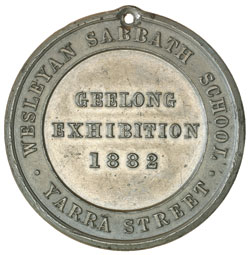 WESLEYAN SABBATH SCHOOL
GEELONG
EXHIBITION
1882
· YARRA STREET ·